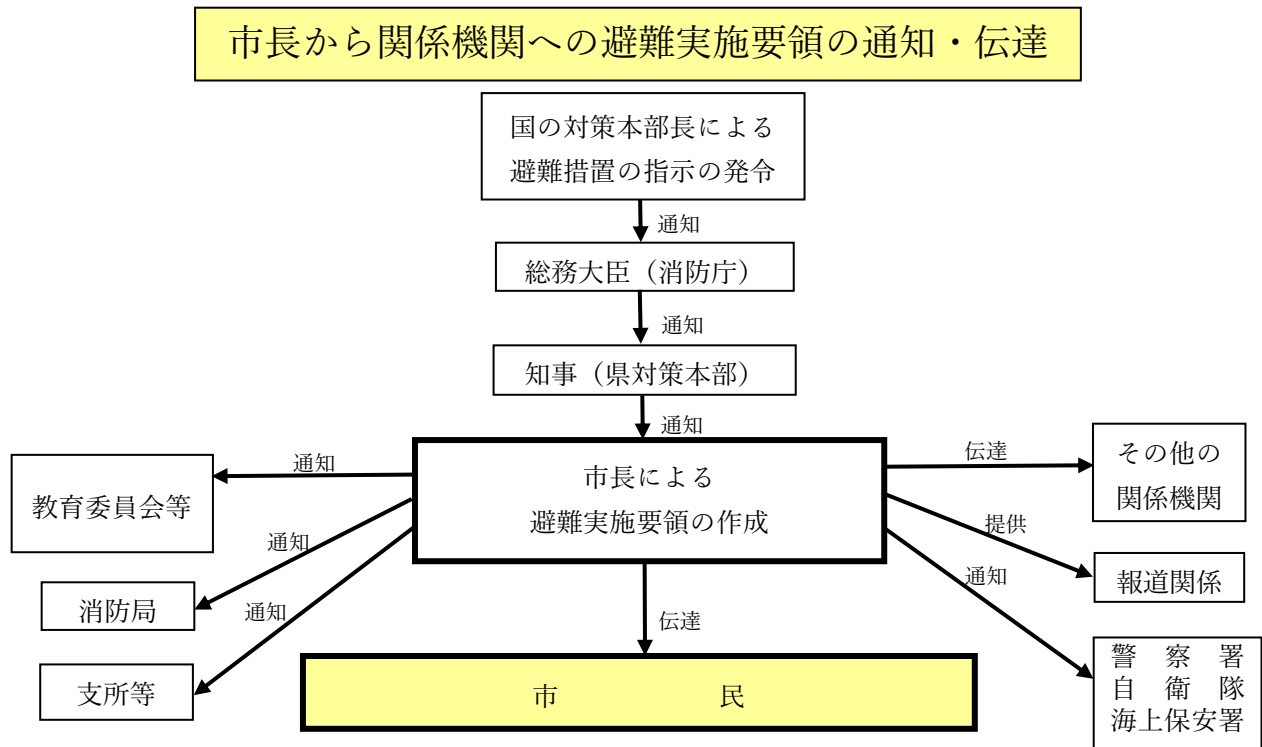 市長から関係機関への避難実施要領の通知・伝達
国の対策本部長による
避難措置の指示の発令
通知
総務大臣（消防庁）
通知
知事（県対策本部）
通知
市長による
避難実施要領の作成
通知
教育委員会等
通知
消防局
通知
支所等
伝達
その他の
関係機関
提供
報道関係
通知
警察署
自衛隊
海上保安署
伝達
市民